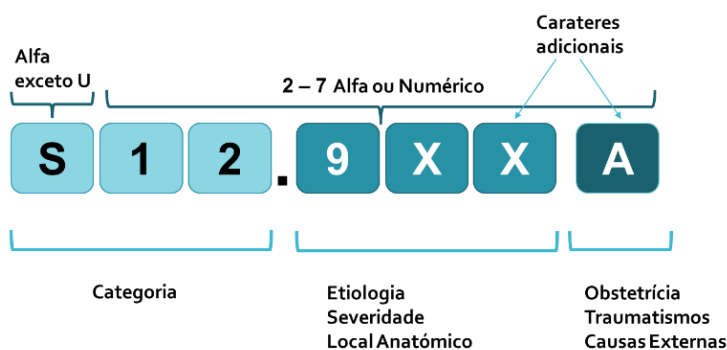 Carateres
adicionais
Alfa
exceto U
2 – 7 Alfa ou Numérico
S 1 2 . 9 X X A
Categoria
Etiologia
Severidade
Local Anatómico
Obstetrícia
Traumatismos
Causas Externas